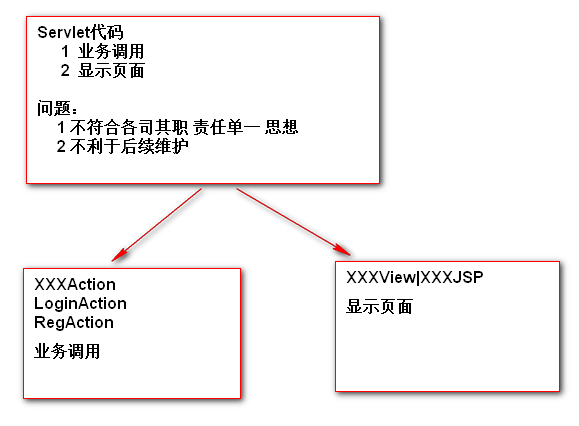 Servlet代码
1 业务调用
2 显示页面
问题：
1 不符合各司其职 责任单一 思想
2 不利于后续维护
XXXAction
LoginAction
RegAction
业务调用
XXXView|XXXJSP
显示页面